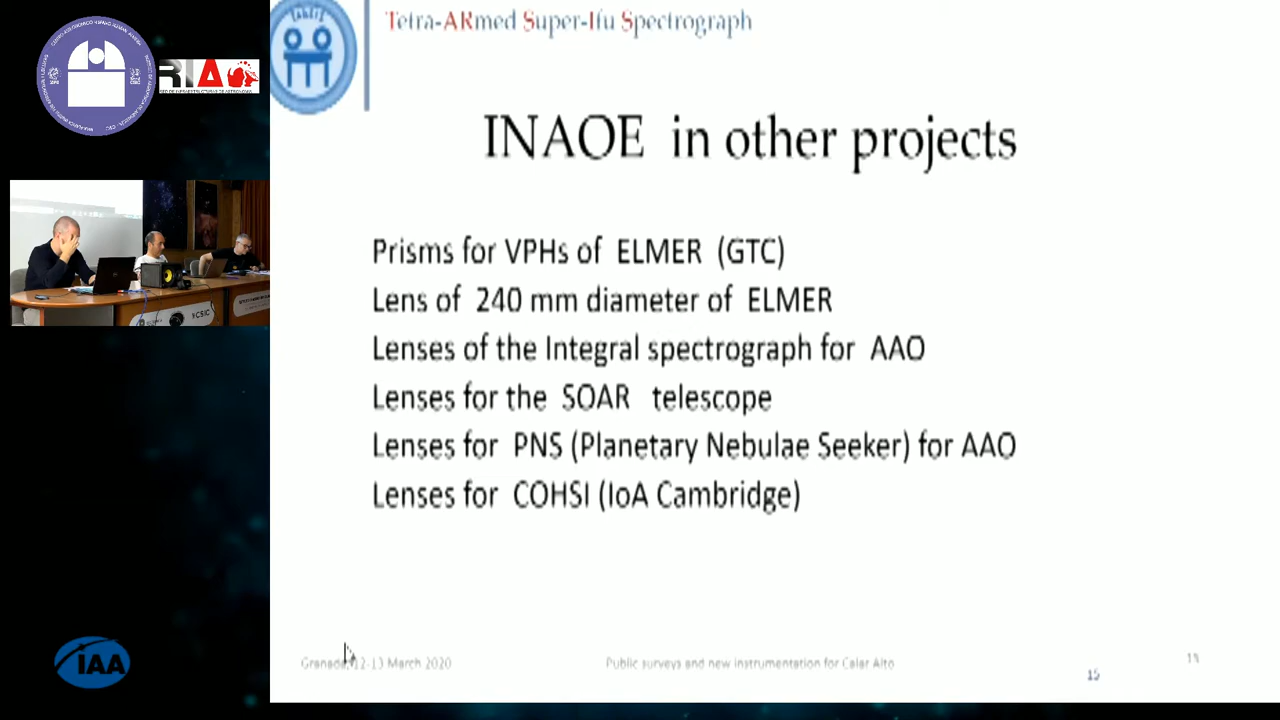 Tetra-ARmed Super-Ifu Spectrograph
RIA
INAOE in other projects
Prisms for VPHs of ELMER (GTC)
Lens of 240 mm diameter of ELMER
Lenses of the Integral spectrograph for AAO
Lenses for the SOAR telescope
Lenses for PNS (Planetary Nebulae Seeker) for AAO
Lenses for COHSI (IoA Cambridge)
CSIC
IAA
Granada, 12-13 March 2020
Public surveys and new instrumentation for Calar Alto
15